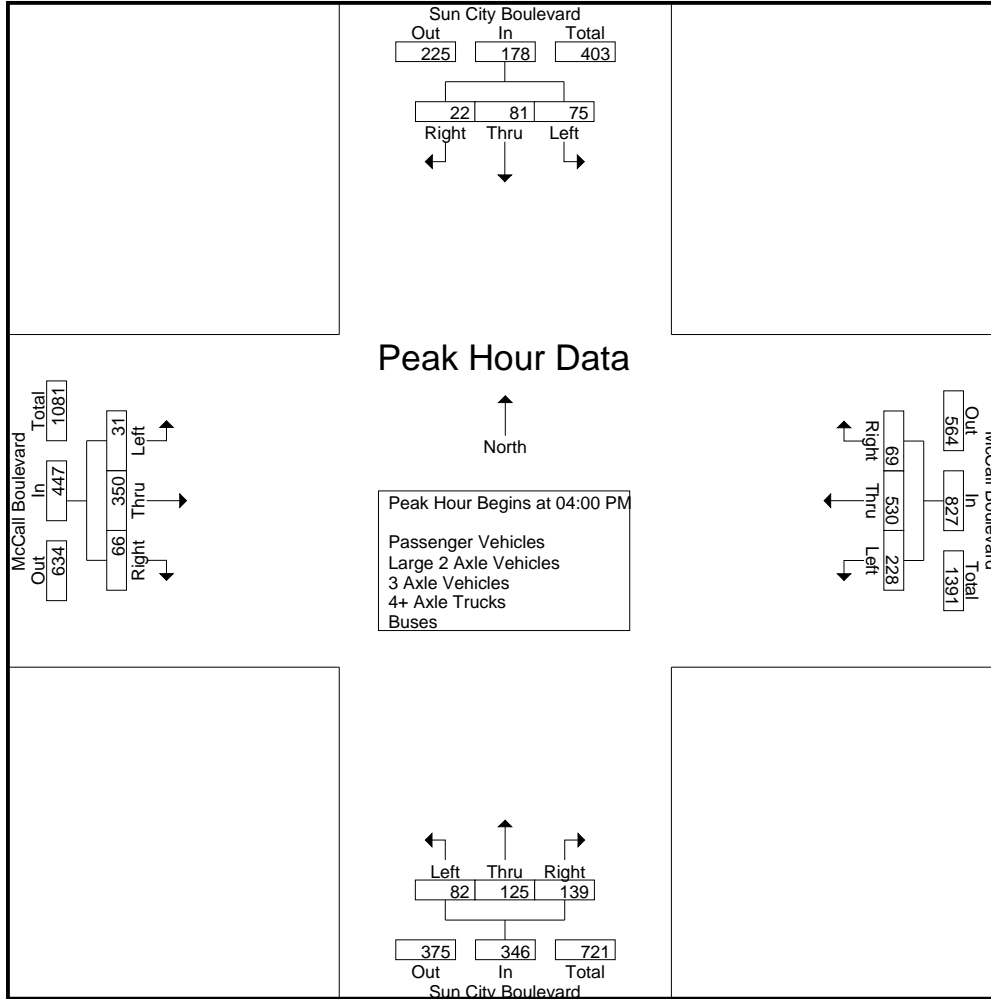 Sun City Boulevard
Out In Total
225 178 403
22 81 75
Right Thru Left
Peak Hour Data
North
Peak Hour Begins at 04:00 PM
Passenger Vehicles
Large 2 Axle Vehicles
3 Axle Vehicles
4+ Axle Trucks
Buses
McCall Boulevard
Out In Total
634 447 1081
66 350 31
Right Thru Left
McCall Boulevard
Out In Total
564 827 1391
69 530 228
Right Thru Left
Left Thru Right
82 125 139
375 346 721
Out In Total
Sun City Boulevard